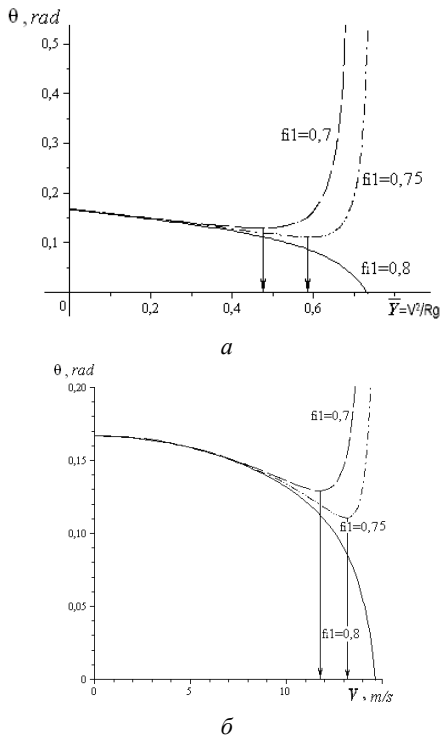 θ , rad
0,5
0,4
0,3
0,2
0,1
fi1=0,7
fi1=0,75
fi1=0,8
0
0,2
0,4
0,6
Y̅=V²/Rg
а
θ , rad
0,20
0,15
0,10
0,05
0
fi1=0,7
fi1=0,75
fi1=0,8
0
5
10
V , m/s
б